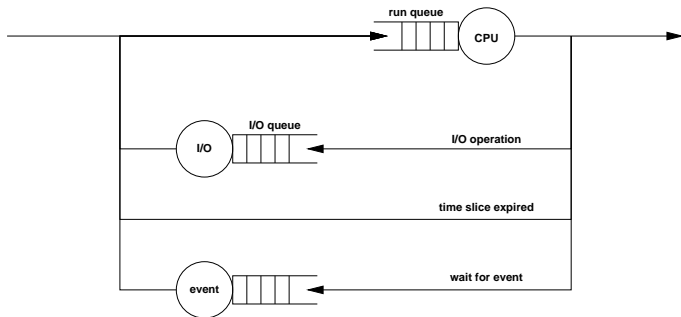 run queue
CPU
I/O queue
I/O
I/O operation
time slice expired
wait for event
event